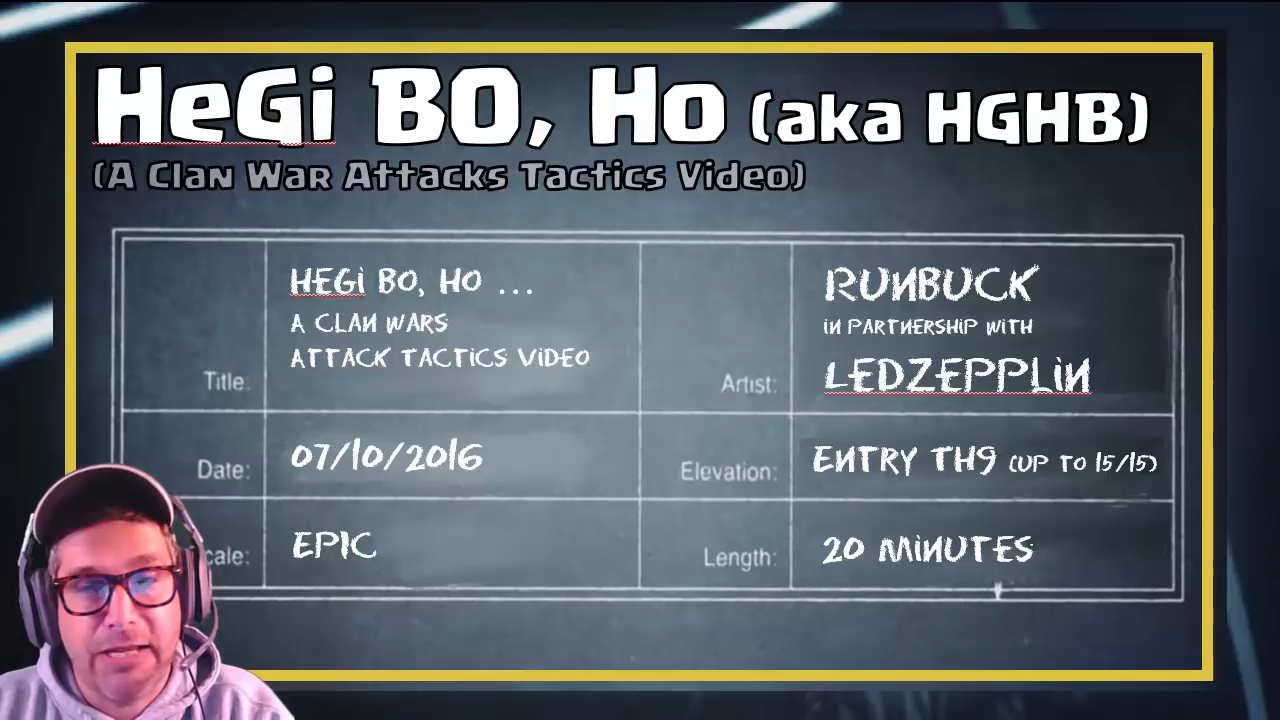 HeGi BO, Ho (aka HGHB)
(A Clan War Attacks Tactics Video)
Title:
HEGi BO, HO ...
A CLAN WARS
ATTACK TACTICS ViDEO
Artist:
RUNBUCK
iN PARTNERSHiP WiTH
LEDZEPPLiN
Date:
07/10/2016
Elevation:
ENTRY TH9 (UP TO 15/15)
cale:
EPIC
Length:
20 MiNUTES